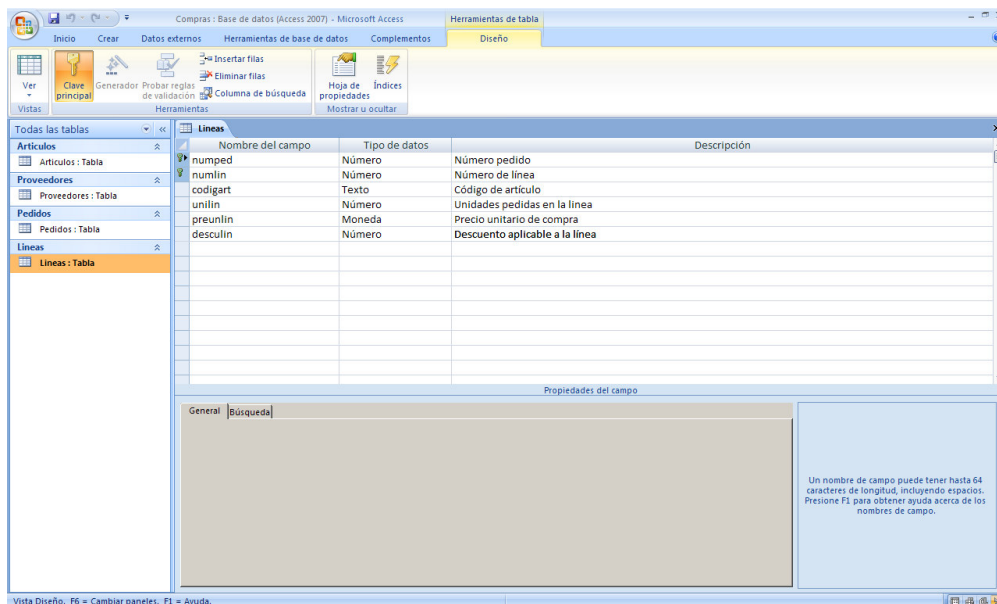 Compras : Base de datos (Access 2007) - Microsoft Access
Herramientas de tabla
Inicio Crear Datos externos Herramientas de base de datos Complementos Diseño
Ver
Clave principal
Generador
Probar reglas de validación
Insertar filas
Eliminar filas
Columna de búsqueda
Hoja de propiedades
Índices
Vistas Herramientas Mostrar u ocultar
Todas las tablas
Articulos
Articulos : Tabla
Proveedores
Proveedores : Tabla
Pedidos
Pedidos : Tabla
Lineas
Lineas : Tabla
Lineas
Nombre del campo Tipo de datos Descripción
numped Número Número pedido
numlin Número Número de línea
codigart Texto Código de artículo
unilin Número Unidades pedidas en la linea
preunlin Moneda Precio unitario de compra
desculin Número Descuento aplicable a la línea
Propiedades del campo
General Búsqueda
Un nombre de campo puede tener hasta 64
caracteres de longitud, incluyendo espacios.
Presione F1 para obtener ayuda acerca de los
nombres de campo.
Vista Diseño. F6 = Cambiar paneles. F1 = Ayuda.